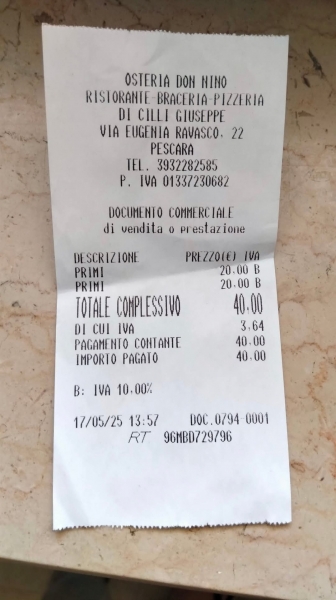 OSTERIA DON NINO
RISTORANTE-BRACERIA-PIZZERIA
DI CILLI GIUSEPPE
VIA EUGENIA RAVASCO, 22
PESCARA
TEL. 3932282585
P. IVA 01337230682
DOCUMENTO COMMERCIALE
di vendita o prestazione
DESCRIZIONE PREZZO(€) IVA
PRIMI 20,00 B
PRIMI 20,00 B
TOTALE COMPLESSIVO 40,00
DI CUI IVA 3,64
PAGAMENTO CONTANTE 40,00
IMPORTO PAGATO 40,00
B: IVA 10,00%
17/05/25 13:57 DOC.0794-0001
RT 96MBD729796